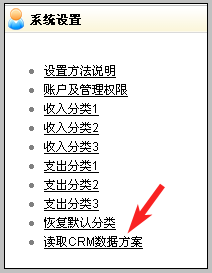 系统设置
设置方法说明
账户及管理权限
收入分类1
收入分类2
收入分类3
支出分类1
支出分类2
支出分类3
恢复默认分类
读取CRM数据方案